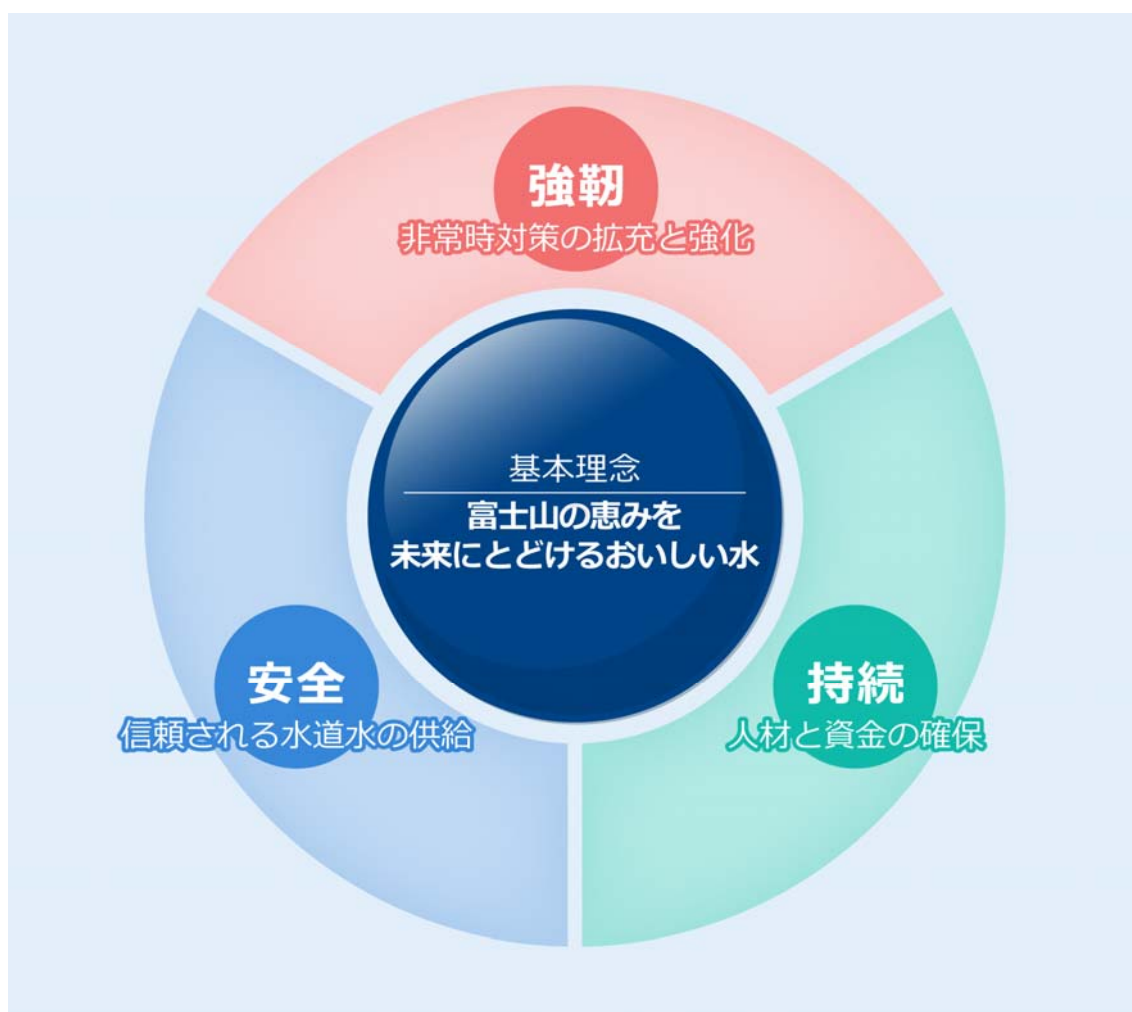 強靭
非常時対策の拡充と強化
基本理念
富士山の恵みを
未来にとどけるおいしい水
安全
信頼される水道水の供給
持続
人材と資金の確保